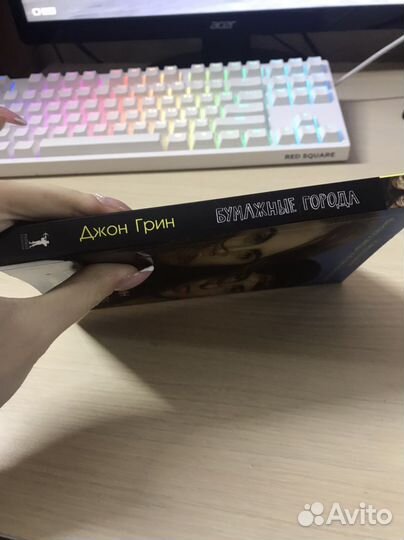 acer
RED SQUARE
Джон Грин
БУМАЖНЫЕ ГОРОДА
Avito